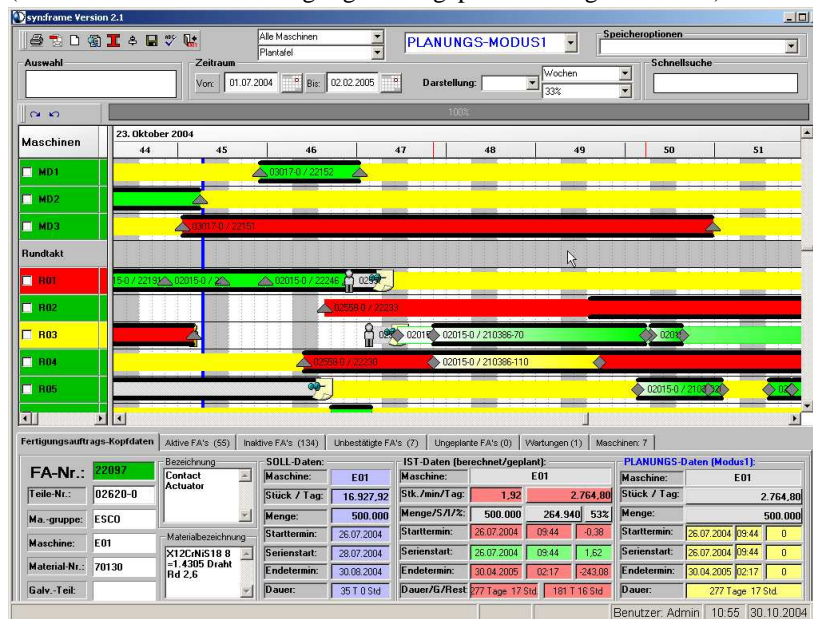 syn:frame Version 2.1
Alle Maschinen
Plantafel
PLANUNGS-MODUS1
Speicheroptionen
Auswahl
Zeitraum
Von: 01.07.2004 Bis: 02.02.2005
Darstellung:
Wochen
33%
Schnellsuche
100%
Maschinen
23. Oktober 2004
44 45 46 47 48 49 50 51
MD1
03017-0 / 22152
MD2
MD3
03017-0 / 22151
Rundtakt
R01
15-0 / 22191 02015-0 / 02015-0 / 22246
R02
02558-0 / 22233
R03
02015-0 / 210386-70
R04
02558-0 / 22230 02015-0 / 210386-110
R05
02015-0 /
Fertigungsauftrags-Kopfdaten Aktive FA's (55) Inaktive FA's (134) Unbestätigte FA's (7) Ungeplante FA's (0) Wartungen (1) Maschinen: 7
FA-Nr.: 22097
Teile-Nr.: 02620-0
Ma.-gruppe: ESCO
Maschine: E01
Material-Nr.: 70130
Galv.-Teil:
Bezeichnung
Contact
Actuator
Materialbezeichnung
X12CrNiS18 8
=1.4305 Draht
Rd 2,6
SOLL-Daten:
Maschine: E01
Stück / Tag: 16.927,92
Menge: 500.000
Starttermin: 26.07.2004
Serienstart: 28.07.2004
Endetermin: 30.08.2004
Dauer: 35 T 0 Std
IST-Daten (berechnet/geplant):
Maschine: E01
Stk./min/Tag: 1,92 2.764,80
Menge/S/I/%: 500.000 264.940 53%
Starttermin: 26.07.2004 09:44 -0,38
Serienstart: 26.07.2004 09:44 1,62
Endetermin: 30.04.2005 02:17 -243,08
Dauer/G/Rest 277 Tage 17 Std 181 T 16 Std
PLANUNGS-Daten (Modus1):
Maschine: E01
Stück / Tag: 2.764,80
Menge: 500.000
Starttermin: 26.07.2004 09:44 0
Serienstart: 26.07.2004 09:44 0
Endetermin: 30.04.2005 02:17 0
Dauer: 277 Tage 17 Std.
Benutzer: Admin 10:55 30.10.2004